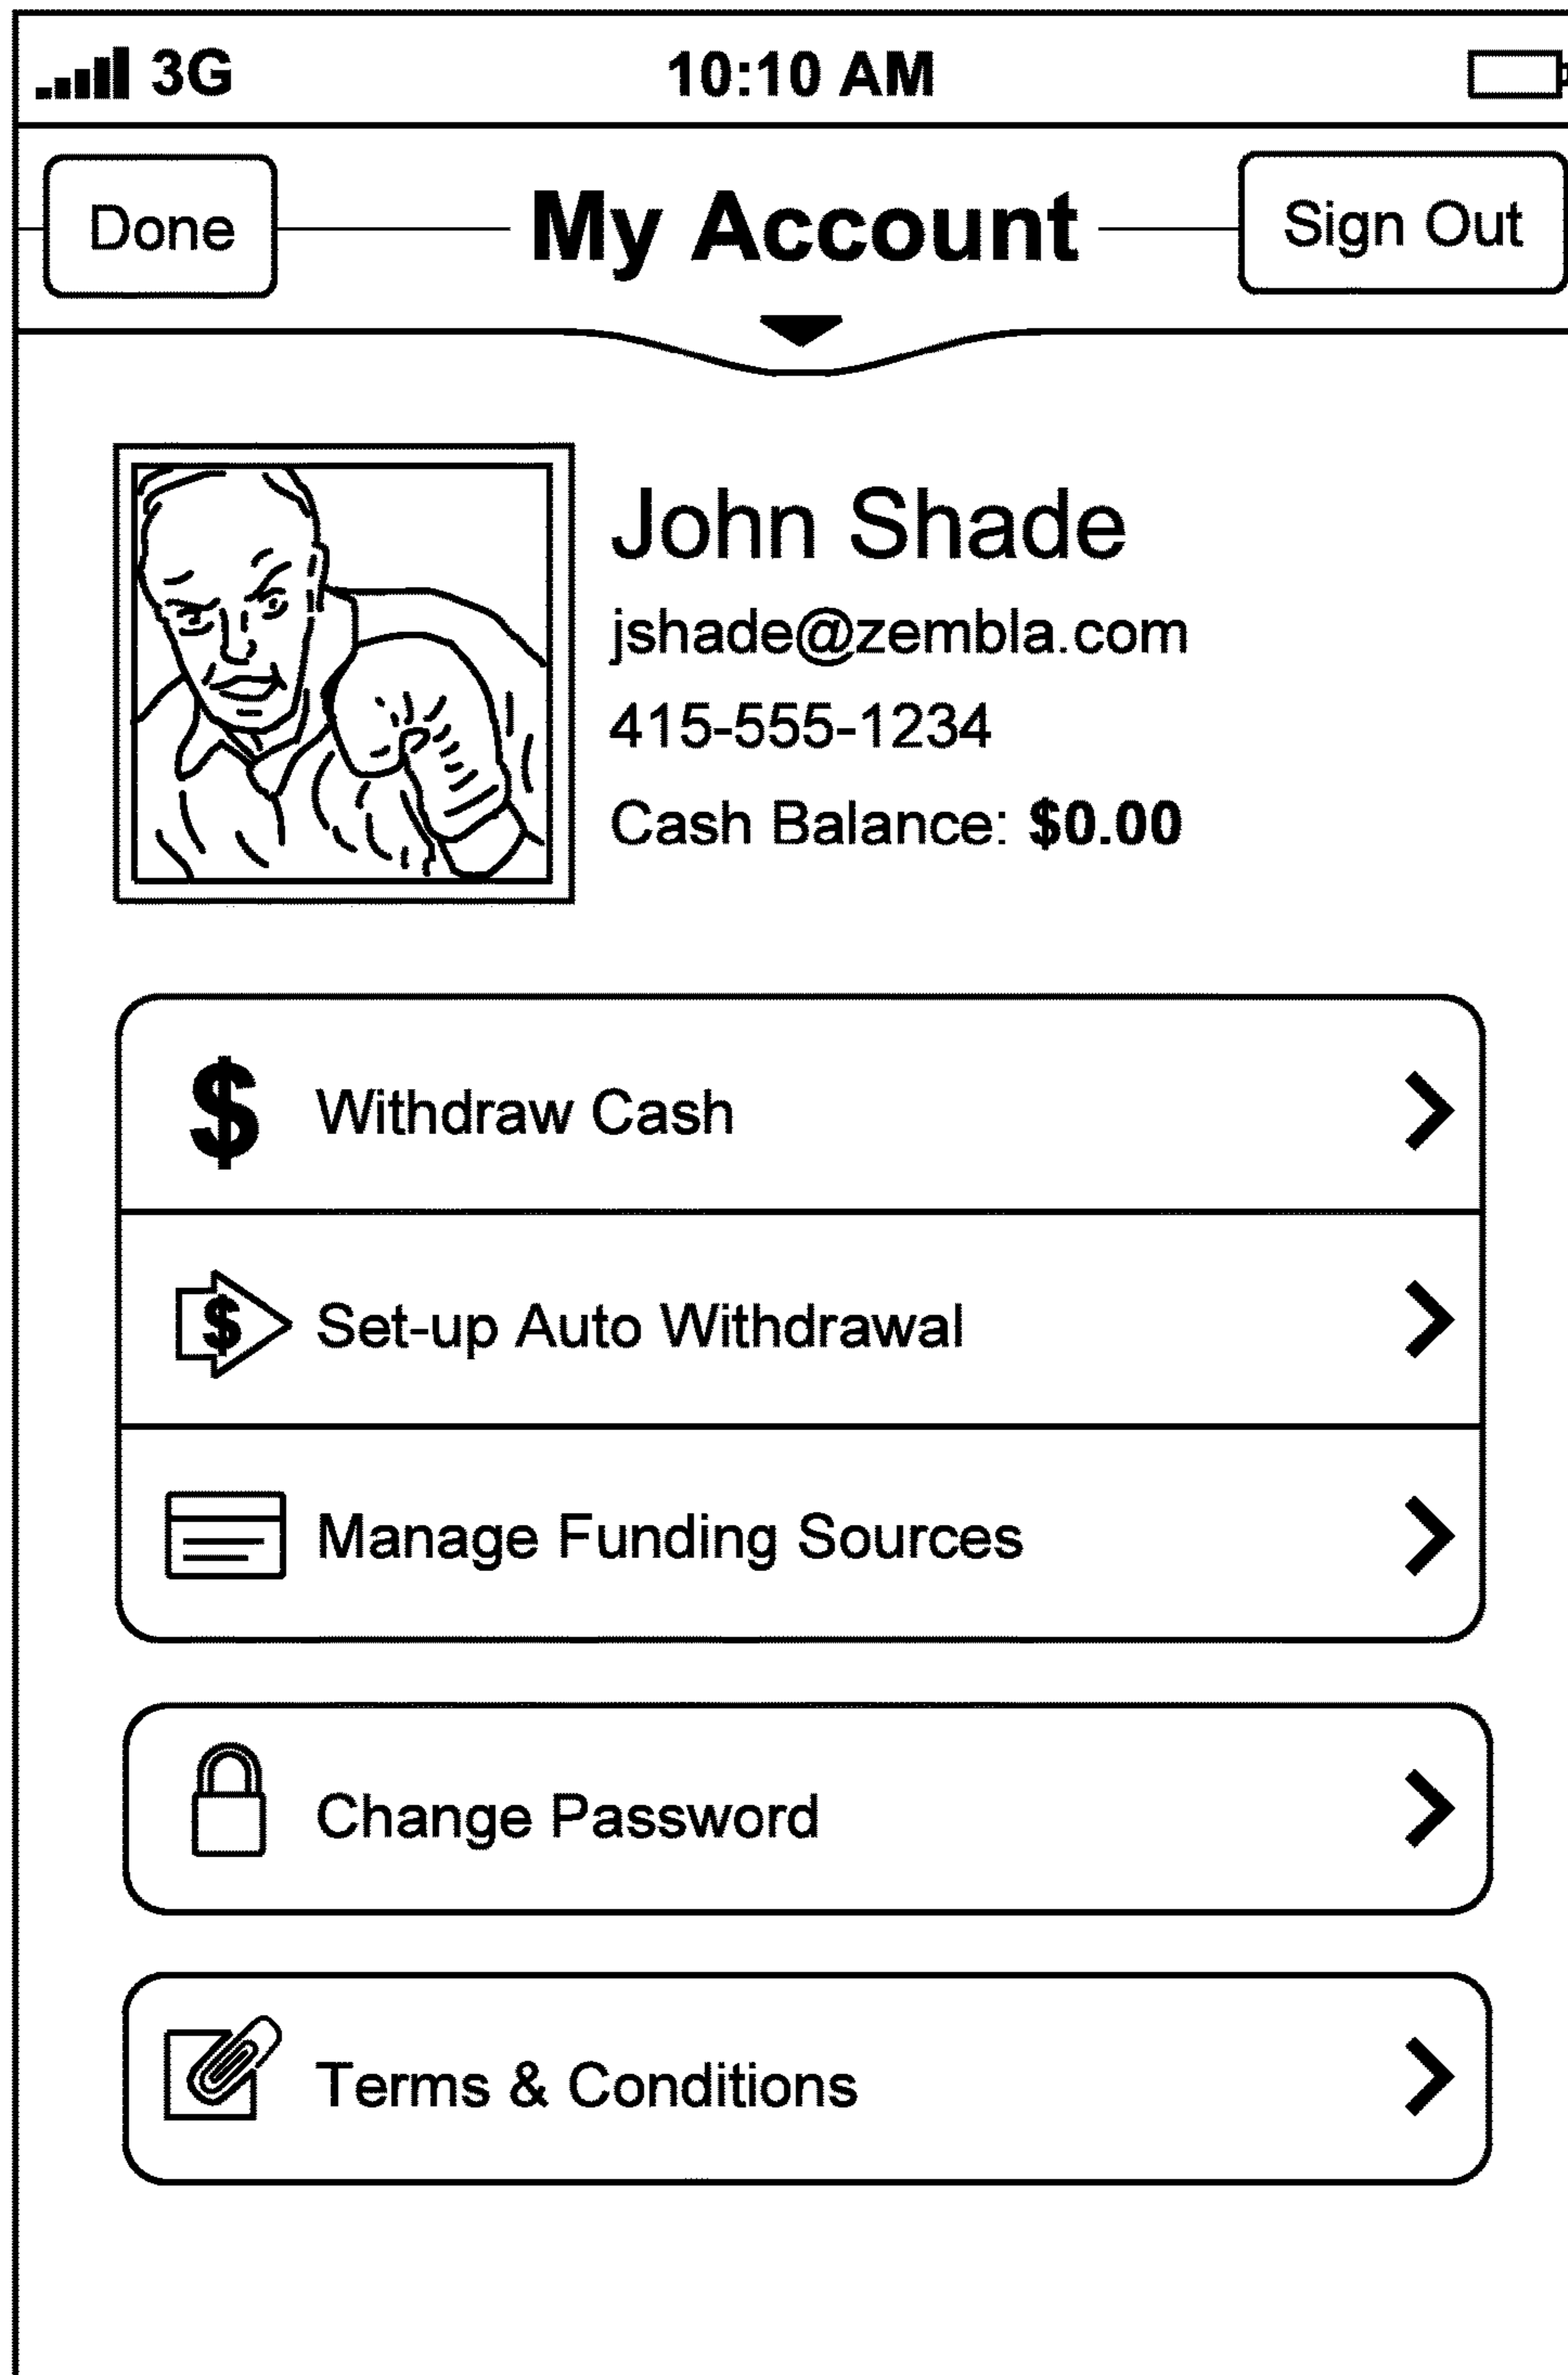 3G 10:10 AM
Done My Account Sign Out
John Shade
jshade@zembla.com
415-555-1234
Cash Balance: $0.00
$ Withdraw Cash
$ Set-up Auto Withdrawal
Manage Funding Sources
Change Password
Terms & Conditions